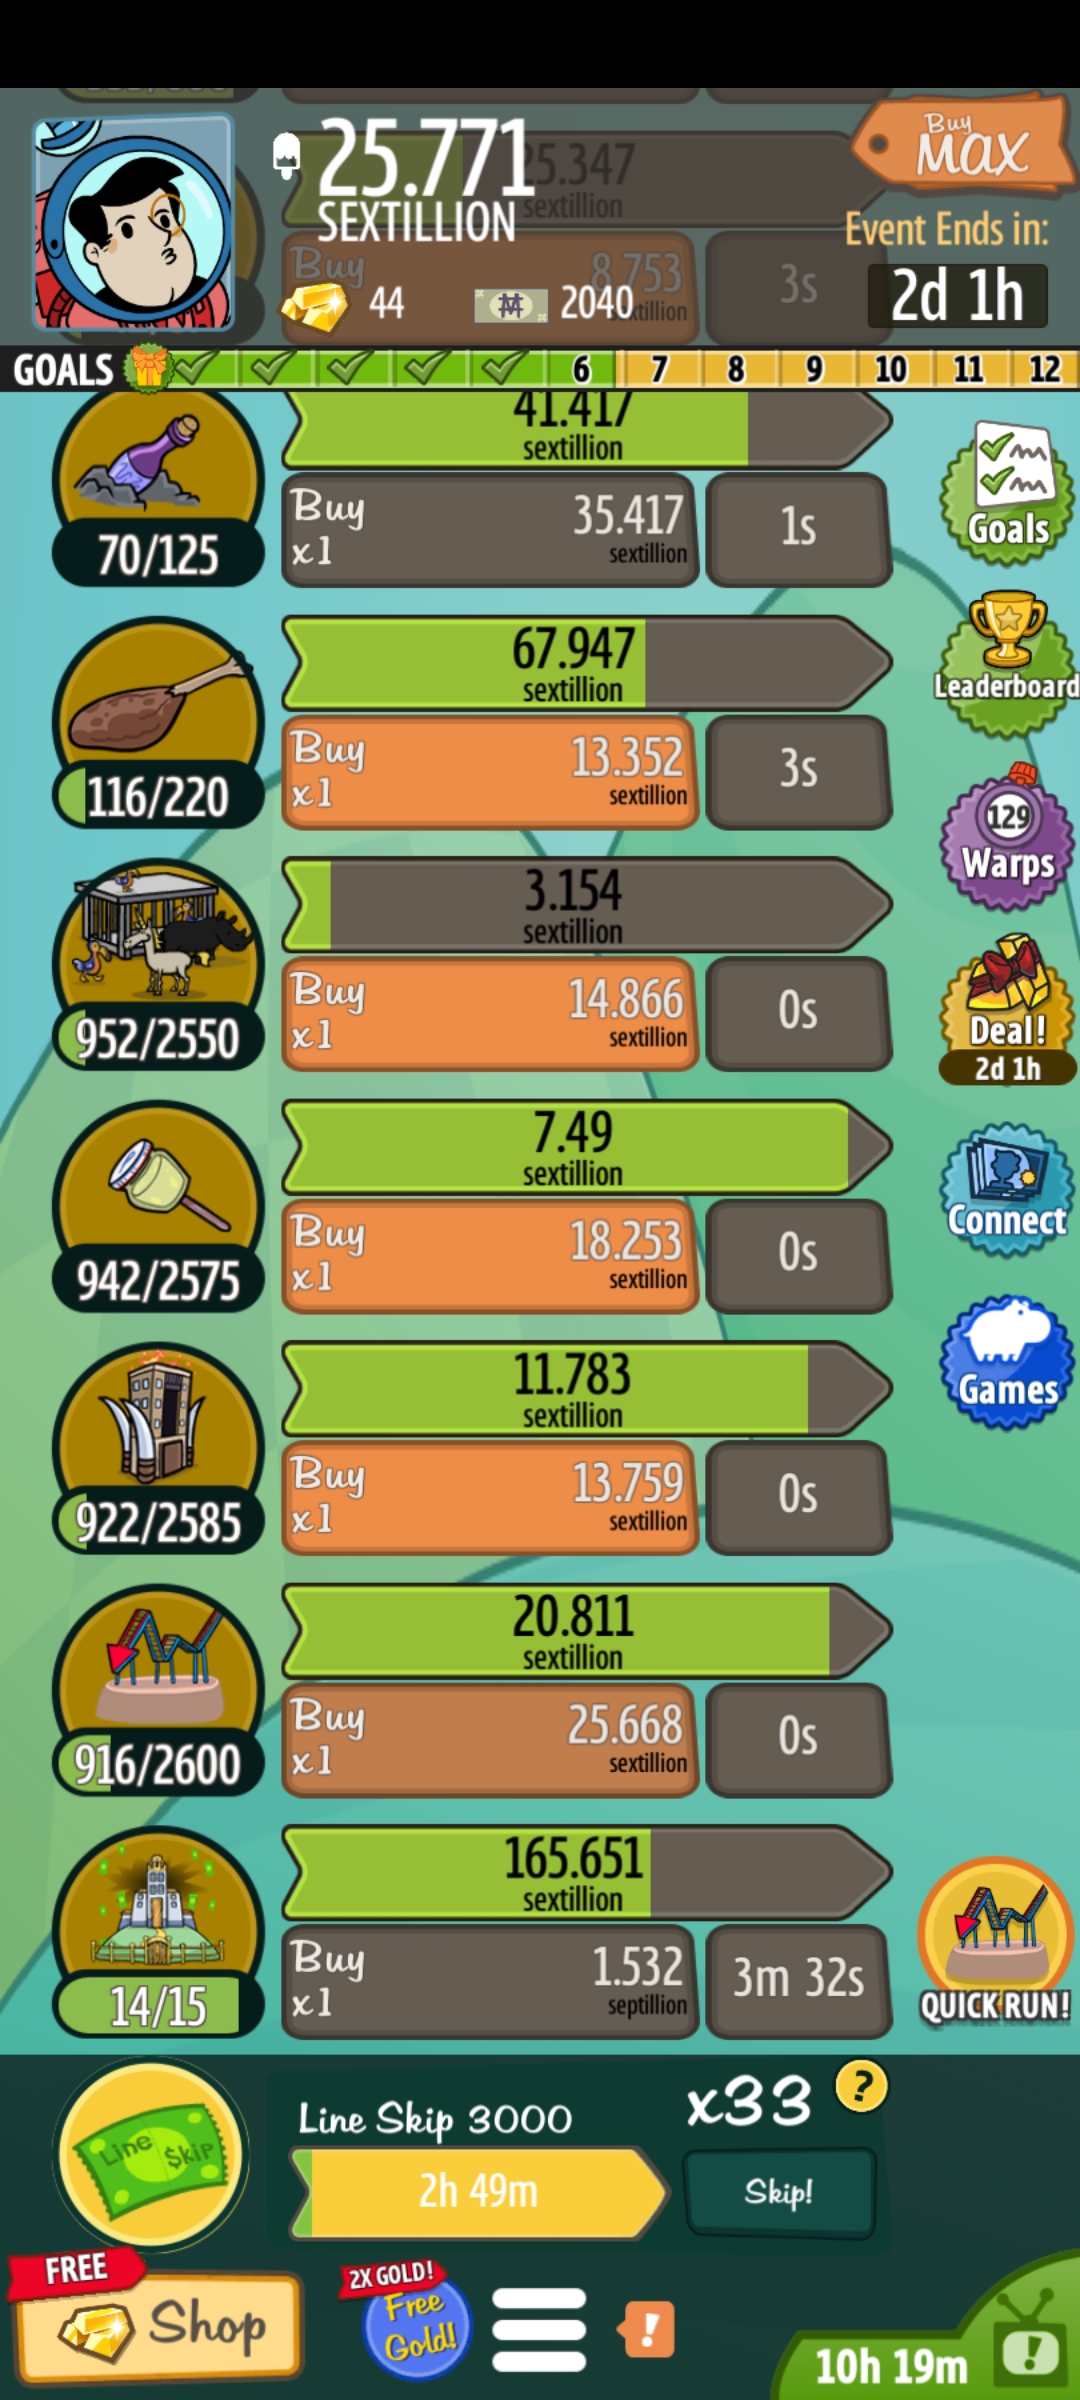 25.771
SEXTILLION
25.347
sextillion
Buy
MAX
Event Ends in:
2d 1h
Buy
8.753
3s
44
2040
GOALS
6
7
8
9
10
11
12
41.417
sextillion
Buy
x1
35.417
sextillion
1s
70/125
Goals
67.947
sextillion
Buy
x1
13.352
sextillion
3s
116/220
Leaderboard
129
Warps
3.154
sextillion
Buy
x1
14.866
sextillion
0s
952/2550
Deal!
2d 1h
7.49
sextillion
Buy
x1
18.253
sextillion
0s
942/2575
Connect
11.783
sextillion
Buy
x1
13.759
sextillion
0s
922/2585
Games
20.811
sextillion
Buy
x1
25.668
sextillion
0s
916/2600
165.651
sextillion
Buy
x1
1.532
septillion
3m 32s
14/15
QUICK RUN!
Line $kip
Line Skip 3000
x33
?
2h 49m
Skip!
FREE
Shop
2X GOLD!
Free
Gold!
!
10h 19m
!